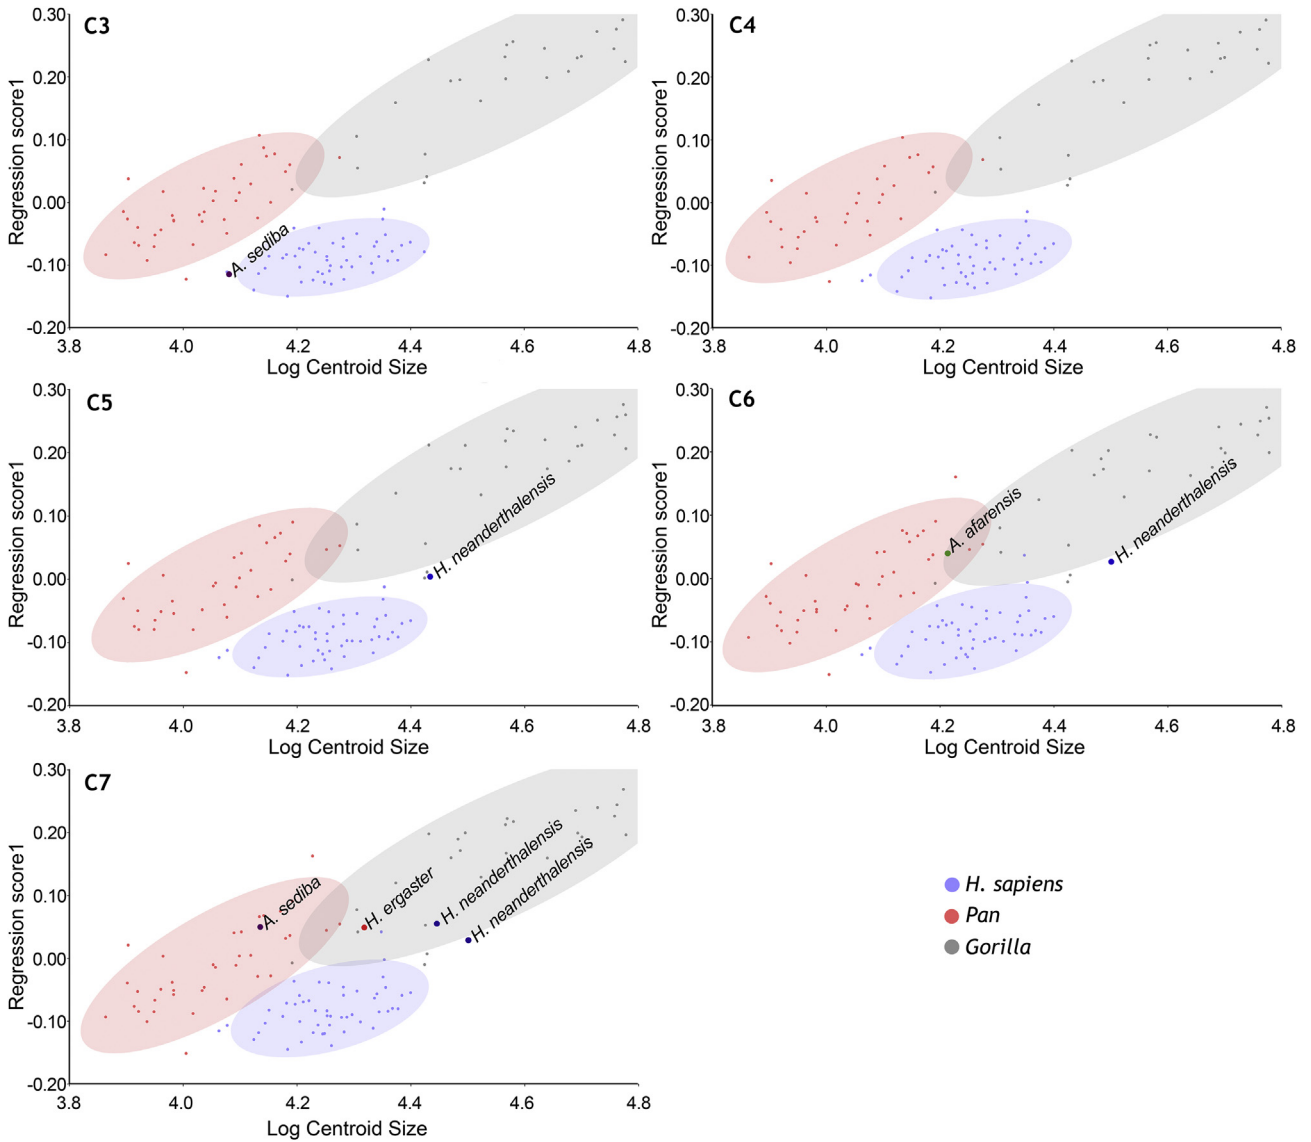 C3
0.30
0.20
0.10
0.00
-0.10
-0.20
Regression score1
A. sediba
3.8 4.0 4.2 4.4 4.6 4.8
Log Centroid Size
C4
0.30
0.20
0.10
0.00
-0.10
-0.20
Regression score1
3.8 4.0 4.2 4.4 4.6 4.8
Log Centroid Size
C5
0.30
0.20
0.10
0.00
-0.10
-0.20
Regression score1
H. neanderthalensis
3.8 4.0 4.2 4.4 4.6 4.8
Log Centroid Size
C6
0.30
0.20
0.10
0.00
-0.10
-0.20
Regression score1
A. afarensis
H. neanderthalensis
3.8 4.0 4.2 4.4 4.6 4.8
Log Centroid Size
C7
0.30
0.20
0.10
0.00
-0.10
-0.20
Regression score1
A. sediba
H. ergaster
H. neanderthalensis
H. neanderthalensis
3.8 4.0 4.2 4.4 4.6 4.8
Log Centroid Size
H. sapiens
Pan
Gorilla